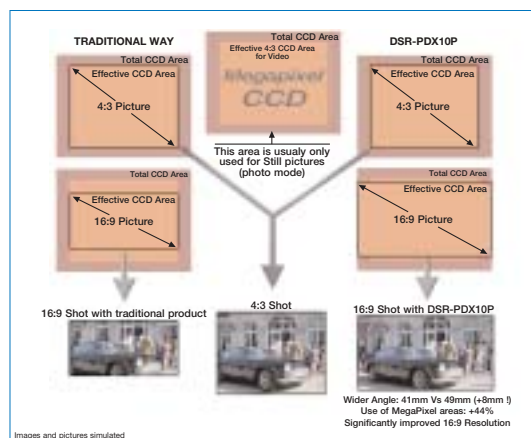 TRADITIONAL WAY
Total CCD Area
Effective CCD Area
4:3 Picture
Total CCD Area
Effective 4:3 CCD Area
for Video
Megapixel
CCD
This area is usualy only
used for Still pictures
(photo mode)
DSR-PDX10P
Total CCD Area
Effective CCD Area
4:3 Picture
Total CCD Area
Effective CCD Area
16:9 Picture
Total CCD Area
Effective CCD Area
16:9 Picture
16:9 Shot with traditional product
4:3 Shot
16:9 Shot with DSR-PDX10P
Wider Angle: 41mm Vs 49mm (+8mm !)
Use of MegaPixel areas: +44%
Significantly improved 16:9 Resolution
Images and pictures simulated